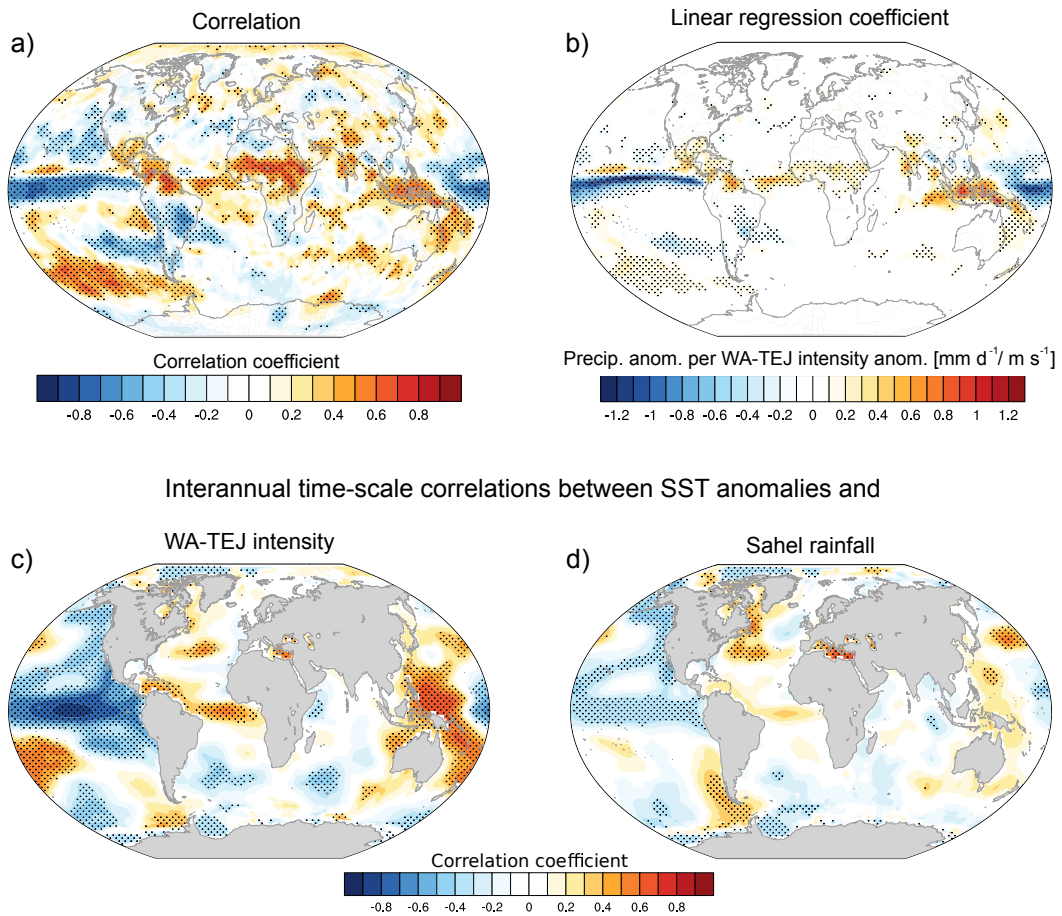 Correlation
Linear regression coefficient
a)
b)
Correlation coefficient
-0.8 -0.6 -0.4 -0.2 0 0.2 0.4 0.6 0.8
Precip. anom. per WA-TEJ intensity anom. [mm d⁻¹/ m s⁻¹]
-1.2 -1 -0.8 -0.6 -0.4 -0.2 0 0.2 0.4 0.6 0.8 1 1.2
Interannual time-scale correlations between SST anomalies and
WA-TEJ intensity
Sahel rainfall
c)
d)
Correlation coefficient
-0.8 -0.6 -0.4 -0.2 0 0.2 0.4 0.6 0.8